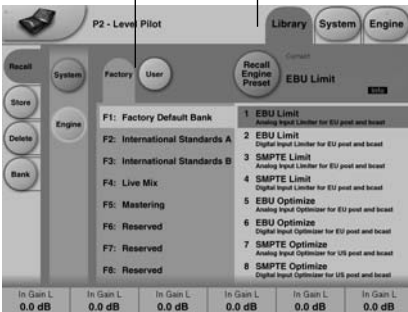 P2 - Level Pilot
Library
System
Engine
Recall
Store
Delete
Bank
System
Engine
Factory
User
Recall Engine Preset
Current
EBU Limit
Info
F1: Factory Default Bank
F2: International Standards A
F3: International Standards B
F4: Live Mix
F5: Mastering
F6: Reserved
F7: Reserved
F8: Reserved
1 EBU Limit
Analog Input Limiter for EU post and bcast
2 EBU Limit
Digital Input Limiter for EU post and bcast
3 SMPTE Limit
Analog Input Limiter for EU post and bcast
4 SMPTE Limit
Digital Input Limiter for EU post and bcast
5 EBU Optimize
Analog Input Optimizer for EU post and bcast
6 EBU Optimize
Digital Input Optimizer for EU post and bcast
7 SMPTE Optimize
Analog Input Optimizer for US post and bcast
8 SMPTE Optimize
Digital Input Optimizer for US post and bcast
In Gain L In Gain L In Gain L In Gain L In Gain L In Gain L
0.0 dB 0.0 dB 0.0 dB 0.0 dB 0.0 dB 0.0 dB